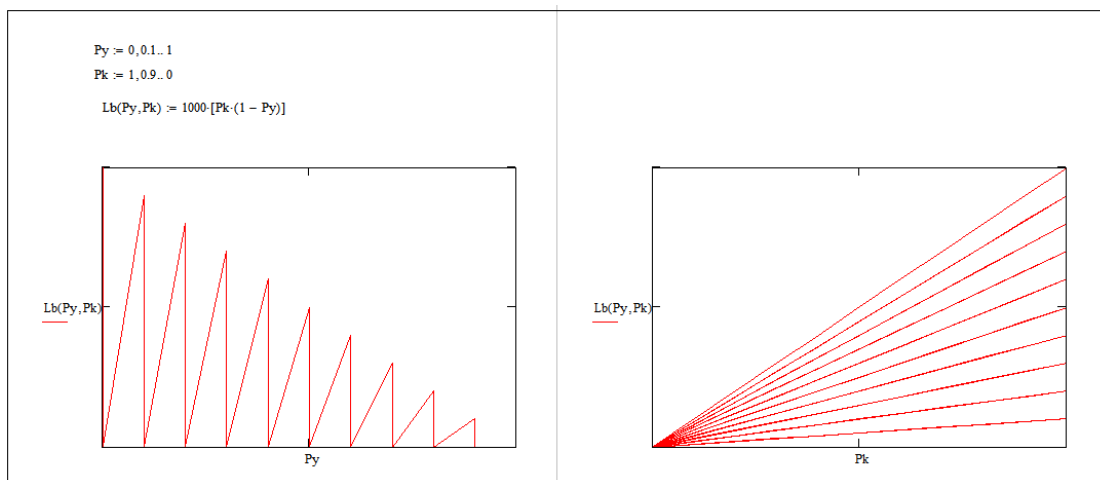 Py := 0,0.1.. 1
Pk := 1,0.9.. 0
Lb(Py,Pk) := 1000·[Pk·(1 − Py)]
Lb(Py,Pk)
Py
Lb(Py,Pk)
Pk